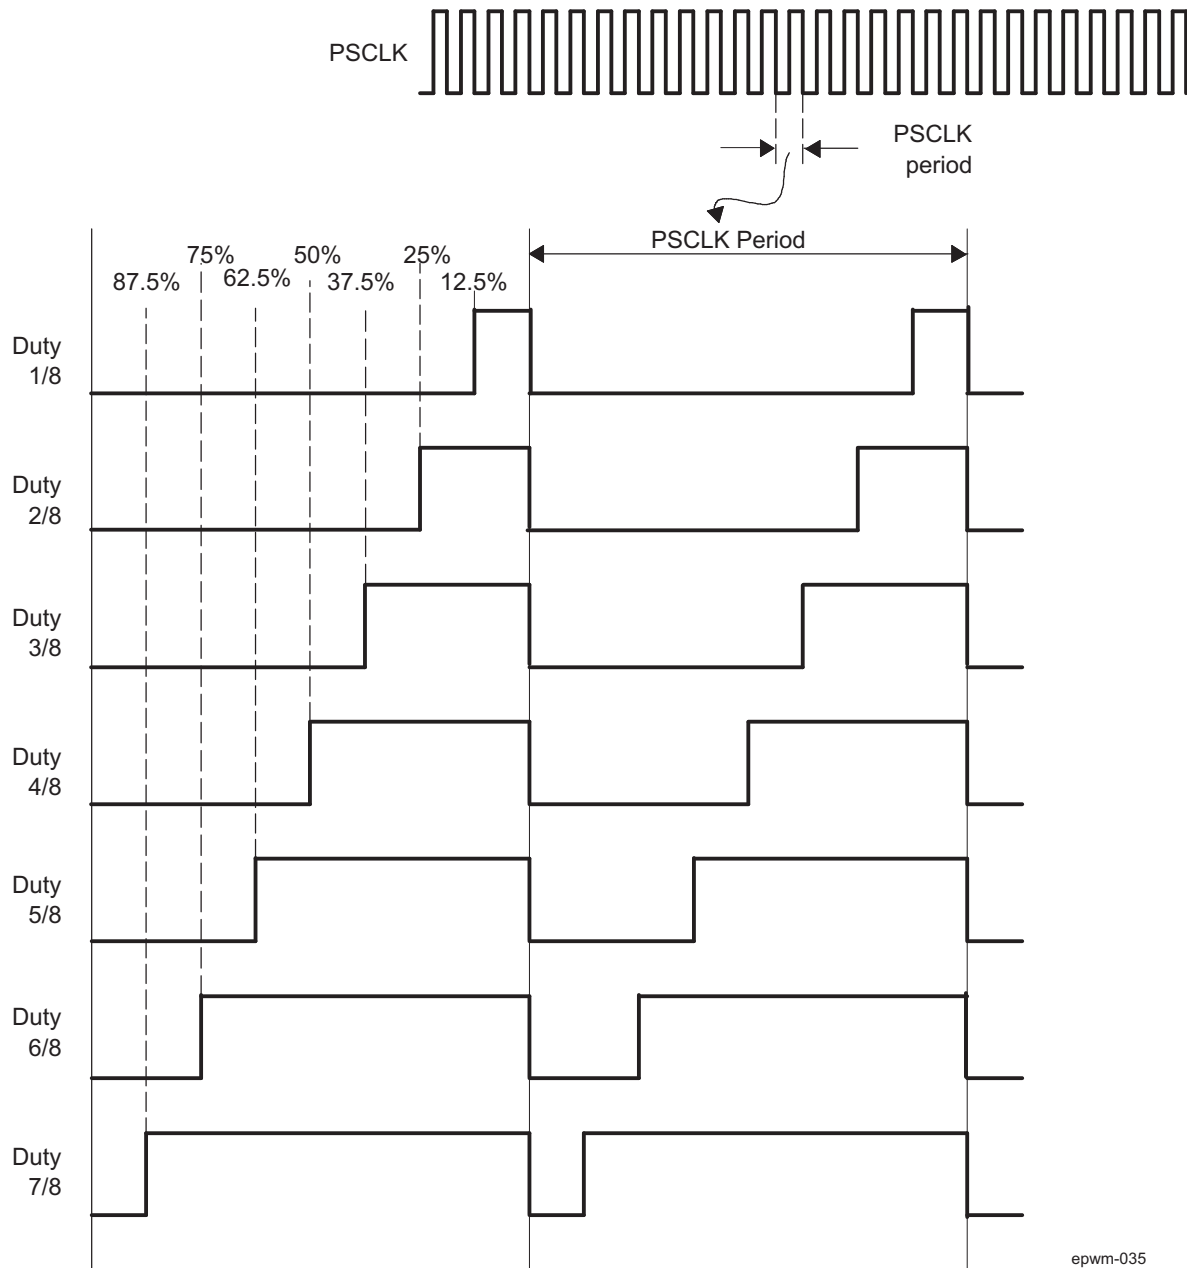 PSCLK
PSCLK
period
PSCLK Period
75%
50%
25%
87.5%
62.5%
37.5%
12.5%
Duty
1/8
Duty
2/8
Duty
3/8
Duty
4/8
Duty
5/8
Duty
6/8
Duty
7/8
epwm-035